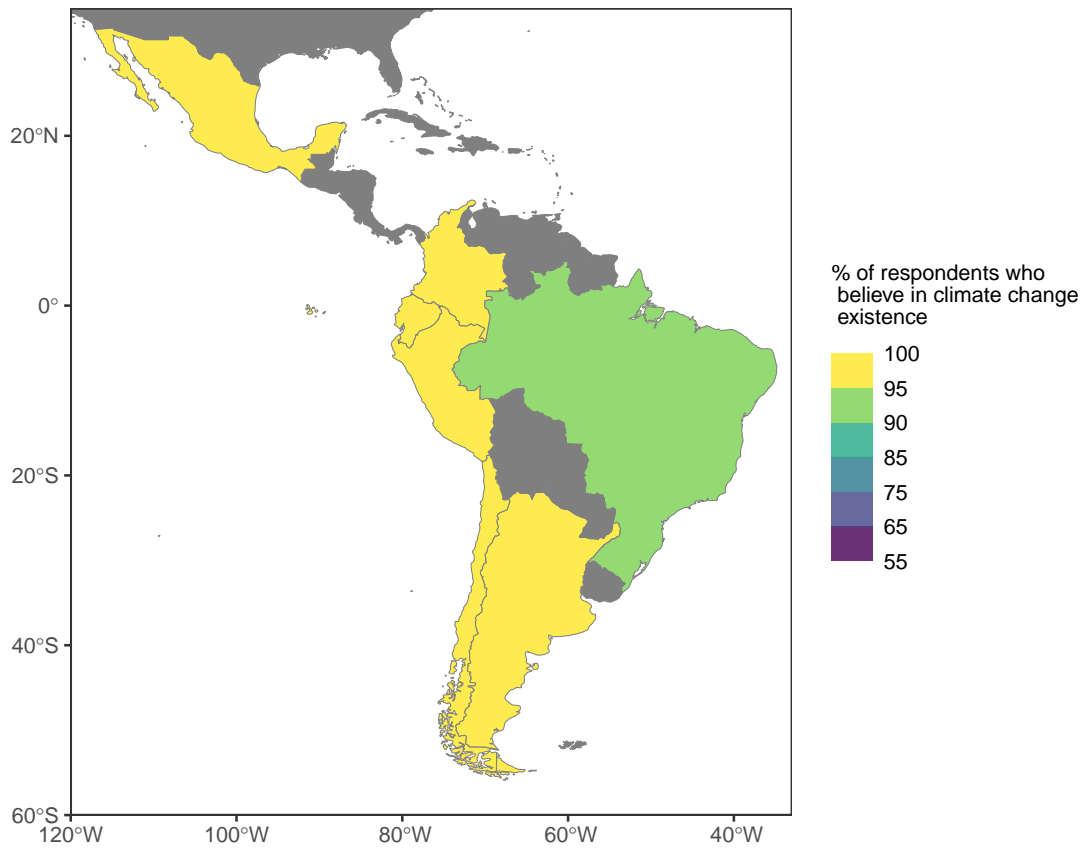 20°N
0°
20°S
40°S
60°S
120°W
100°W
80°W
60°W
40°W
% of respondents who
believe in climate change
existence
100
95
90
85
75
65
55